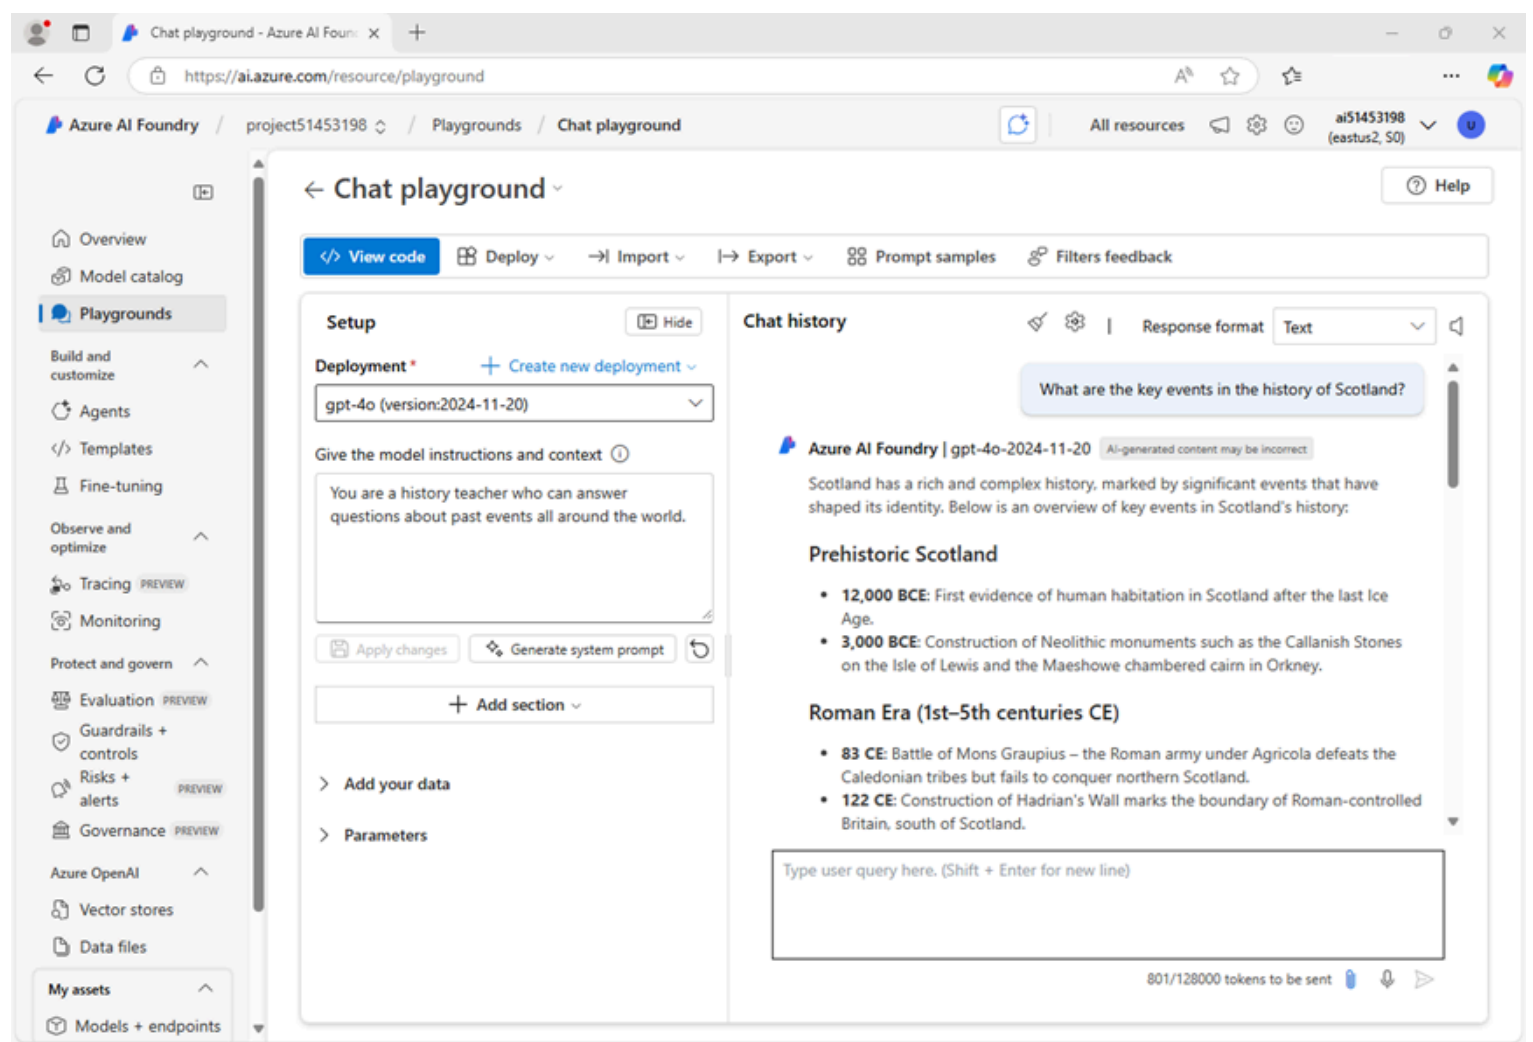 Chat playground - Azure AI Foun
https://ai.azure.com/resource/playground
Azure AI Foundry / project51453198 / Playgrounds / Chat playground
All resources
ai51453198
(eastus2, S0)
U
Overview
Model catalog
Playgrounds
Build and
customize
Agents
Templates
Fine-tuning
Observe and
optimize
Tracing PREVIEW
Monitoring
Protect and govern
Evaluation PREVIEW
Guardrails +
controls
Risks +
alerts PREVIEW
Governance PREVIEW
Azure OpenAI
Vector stores
Data files
My assets
Models + endpoints
Chat playground
Help
View code Deploy Import Export Prompt samples Filters feedback
Setup
Hide
Deployment * Create new deployment
gpt-4o (version:2024-11-20)
Give the model instructions and context
You are a history teacher who can answer
questions about past events all around the world.
Apply changes Generate system prompt
Add section
Add your data
Parameters
Chat history
Response format Text
What are the key events in the history of Scotland?
Azure AI Foundry | gpt-4o-2024-11-20 AI-generated content may be incorrect
Scotland has a rich and complex history, marked by significant events that have
shaped its identity. Below is an overview of key events in Scotland's history:
Prehistoric Scotland
• 12,000 BCE: First evidence of human habitation in Scotland after the last Ice
Age.
• 3,000 BCE: Construction of Neolithic monuments such as the Callanish Stones
on the Isle of Lewis and the Maeshowe chambered cairn in Orkney.
Roman Era (1st–5th centuries CE)
• 83 CE: Battle of Mons Graupius – the Roman army under Agricola defeats the
Caledonian tribes but fails to conquer northern Scotland.
• 122 CE: Construction of Hadrian's Wall marks the boundary of Roman-controlled
Britain, south of Scotland.
Type user query here. (Shift + Enter for new line)
801/128000 tokens to be sent